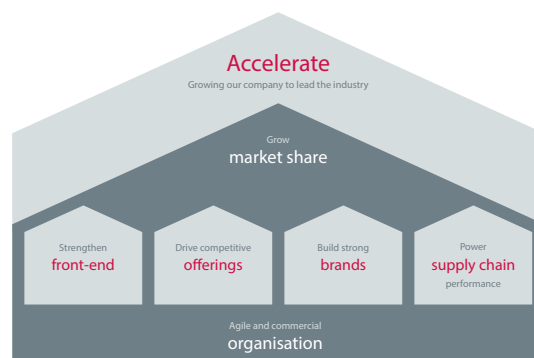 Accelerate
Growing our company to lead the industry
Grow
market share
Strengthen
front-end
Drive competitive
offerings
Build strong
brands
Power
supply chain
performance
Agile and commercial
organisation